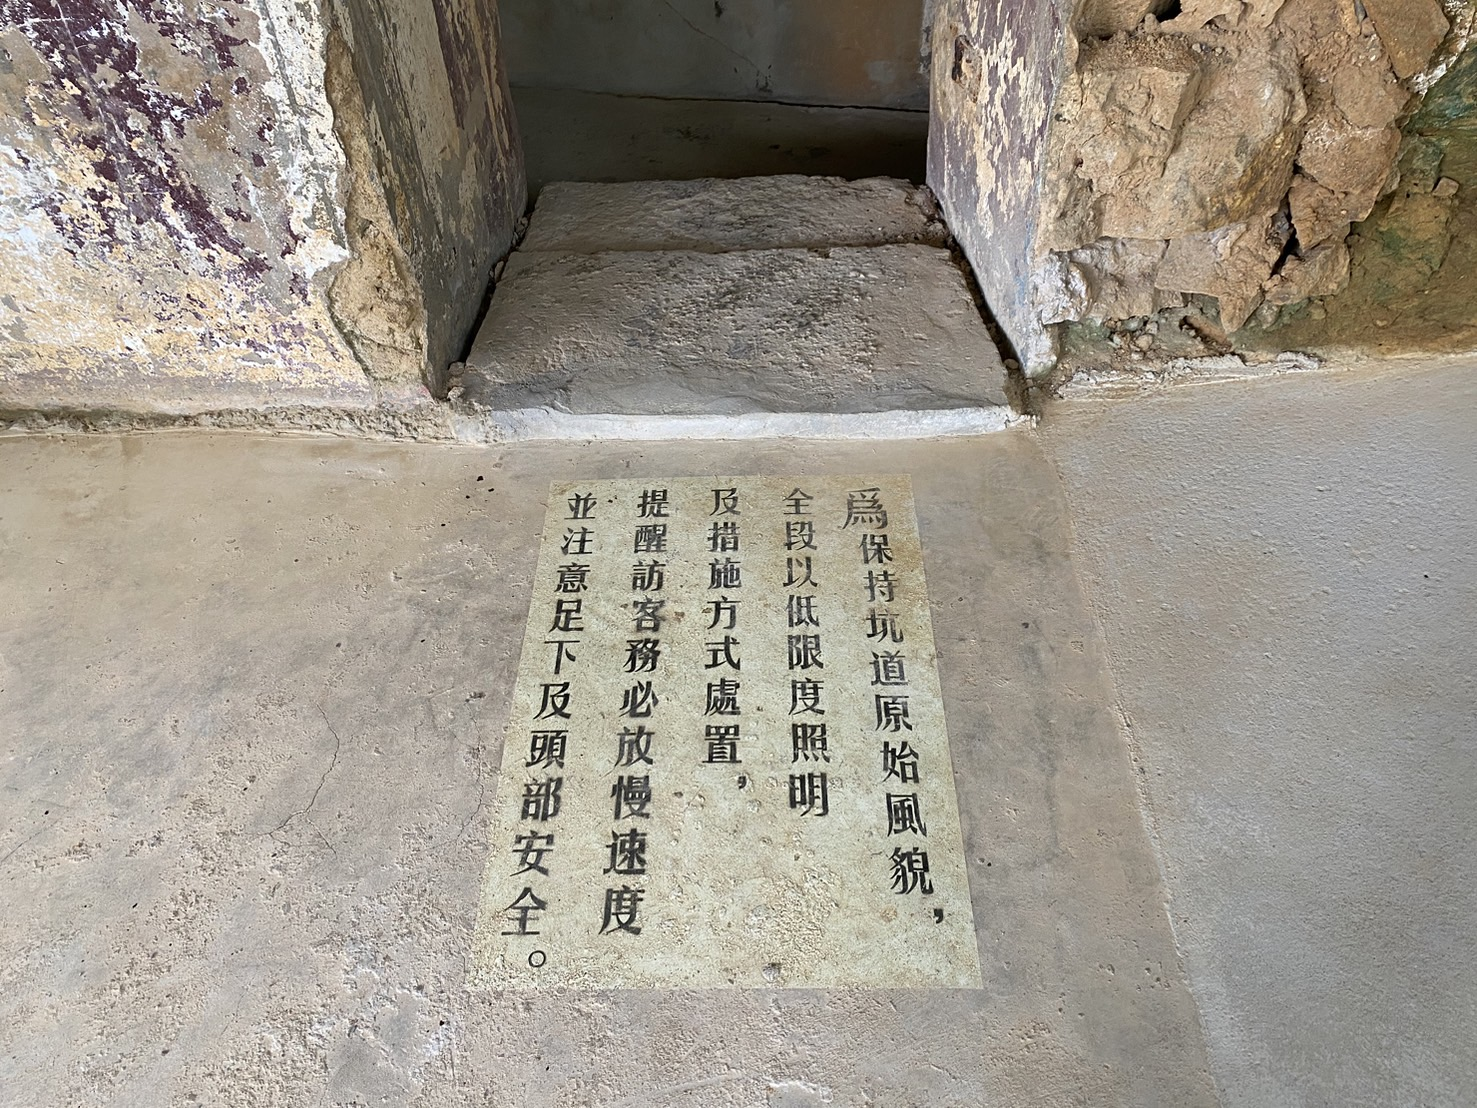 爲保持坑道原始風貌，
全段以低限度照明
及措施方式處置，
提醒訪客務必放慢速度
並注意足下及頭部安全。